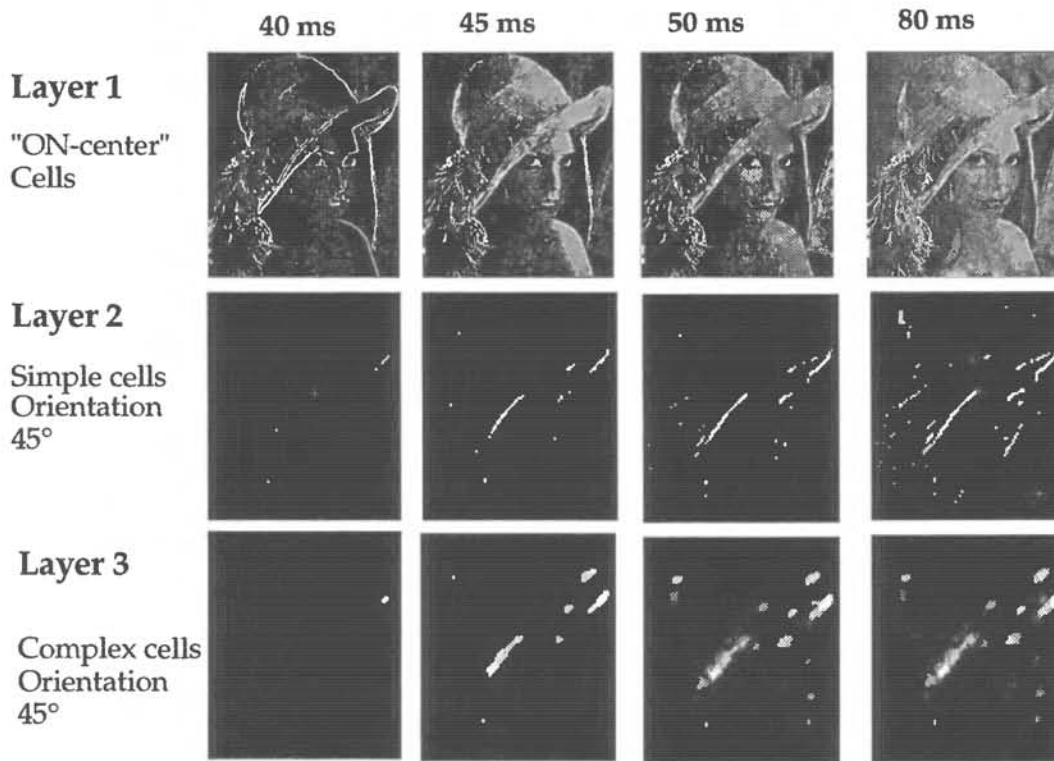 40 ms
45 ms
50 ms
80 ms
Layer 1
"ON-center"
Cells
Layer 2
Simple cells
Orientation
45°
Layer 3
Complex cells
Orientation
45°